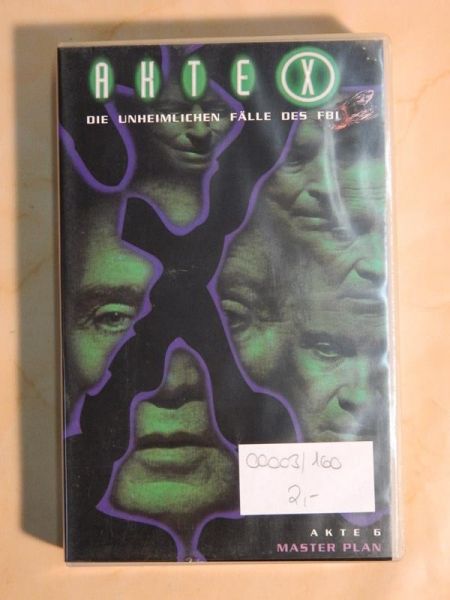 AKTE X
DIE UNHEIMLICHEN FÄLLE DES FBI
00003/160
2,-
AKTE 6
MASTER PLAN